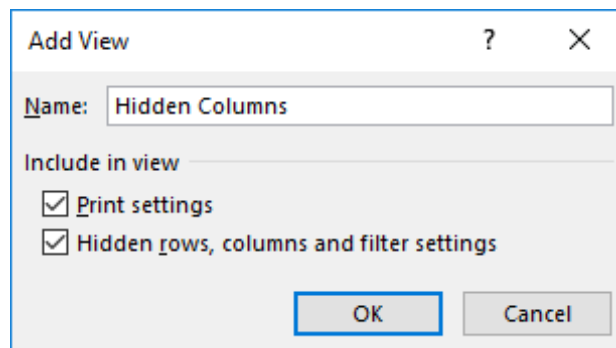 Add View ?
Name: Hidden Columns
Include in view
Print settings
Hidden rows, columns and filter settings
OK Cancel